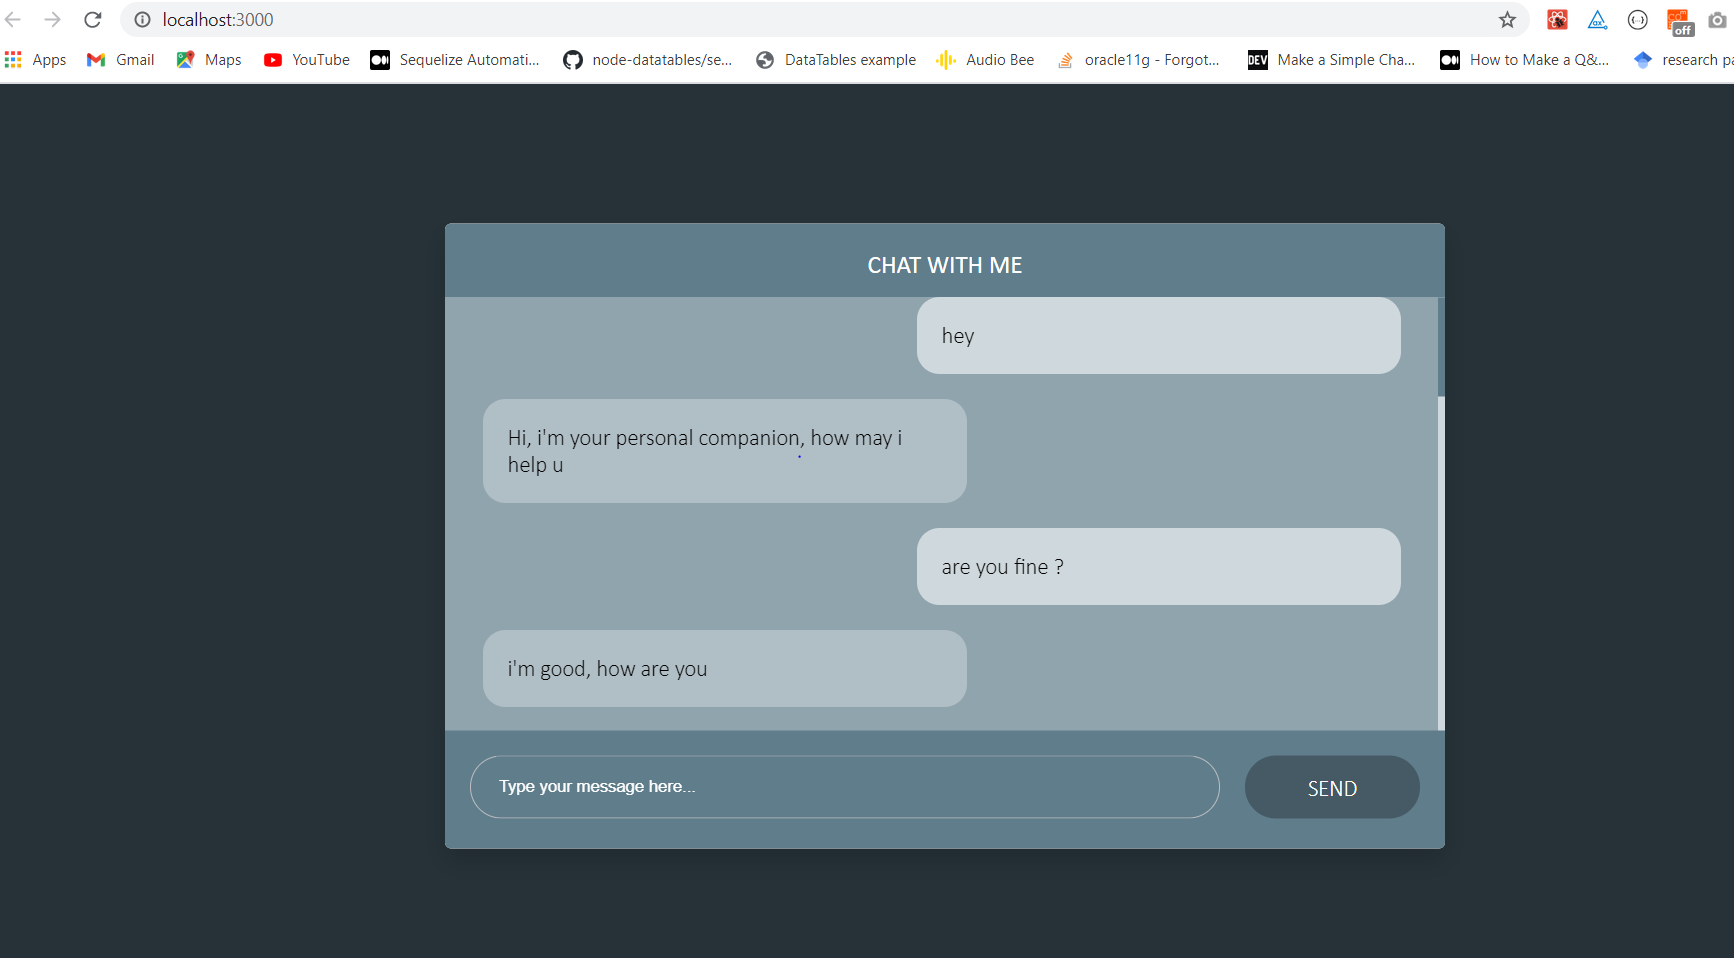 localhost:3000
off
Apps
Gmail
Maps
YouTube
Sequelize Automati...
node-datatables/se...
DataTables example
Audio Bee
oracle11g - Forgot...
DEV
Make a Simple Cha...
How to Make a Q&...
research pa
CHAT WITH ME
hey
Hi, i'm your personal companion, how may i
help u
are you fine ?
i'm good, how are you
Type your message here...
SEND